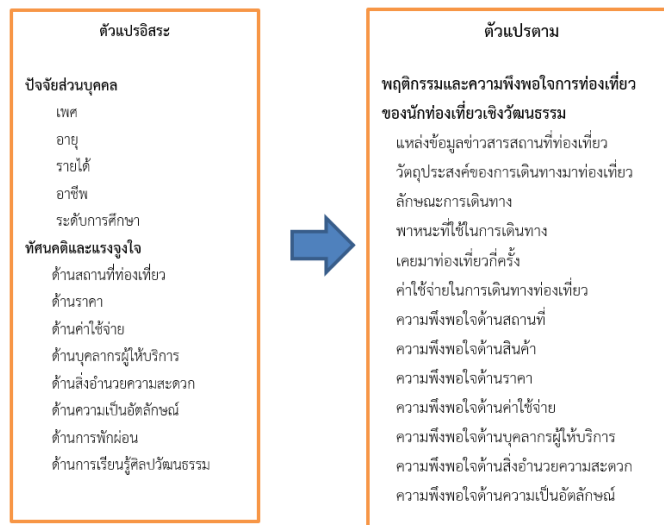 ตัวแปรอิสระ
ปัจจัยส่วนบุคคล
เพศ
อายุ
รายได้
อาชีพ
ระดับการศึกษา
ทัศนคติและแรงจูงใจ
ด้านสถานที่ท่องเที่ยว
ด้านราคา
ด้านค่าใช้จ่าย
ด้านบุคลากรผู้ให้บริการ
ด้านสิ่งอำนวยความสะดวก
ด้านความเป็นอัตลักษณ์
ด้านการพักผ่อน
ด้านการเรียนรู้ศิลปวัฒนธรรม
ตัวแปรตาม
พฤติกรรมและความพึงพอใจการท่องเที่ยว
ของนักท่องเที่ยวเชิงวัฒนธรรม
แหล่งข้อมูลข่าวสารสถานที่ท่องเที่ยว
วัตถุประสงค์ของการเดินทางมาท่องเที่ยว
ลักษณะการเดินทาง
พาหนะที่ใช้ในการเดินทาง
เคยมาท่องเที่ยวกี่ครั้ง
ค่าใช้จ่ายในการเดินทางท่องเที่ยว
ความพึงพอใจด้านสถานที่
ความพึงพอใจด้านสินค้า
ความพึงพอใจด้านราคา
ความพึงพอใจด้านค่าใช้จ่าย
ความพึงพอใจด้านบุคลากรผู้ให้บริการ
ความพึงพอใจด้านสิ่งอำนวยความสะดวก
ความพึงพอใจด้านความเป็นอัตลักษณ์